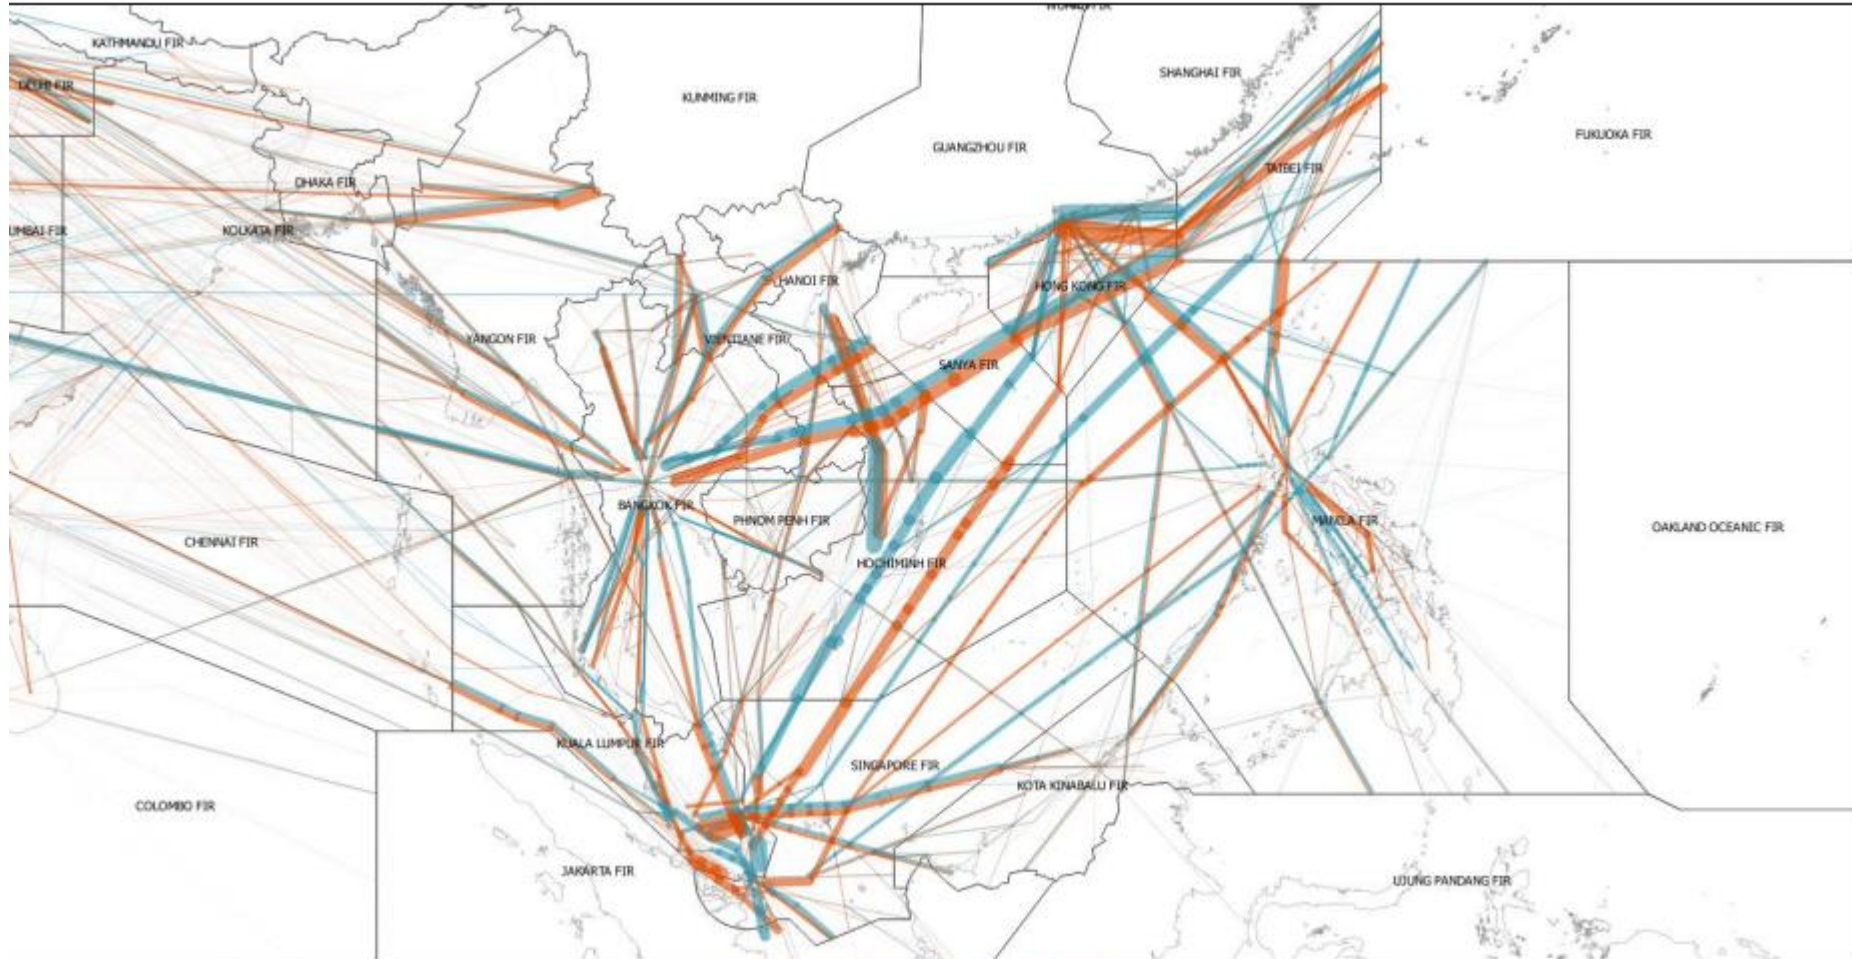 KATHMANDU FIR
DELHI FIR
SHANGHAI FIR
KUNMING FIR
FUKUOKA FIR
GUANGZHOU FIR
TAIBEI FIR
DHAKA FIR
UMBAI FIR
KOLKATA FIR
HANOI FIR
HONG KONG FIR
YANGON FIR
VIENTIANE FIR
SANYA FIR
BANGKOK FIR
PHNOM PENH FIR
MANILA FIR
OAKLAND OCEANIC FIR
CHENNAI FIR
HOCHIMINH FIR
KUALA LUMPUR FIR
SINGAPORE FIR
KOTA KINABALU FIR
COLOMBO FIR
JAKARTA FIR
UJUNG PANDANG FIR